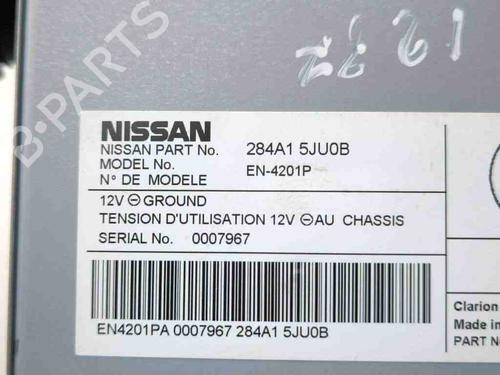 NISSAN
NISSAN PART No. 284A1 5JU0B
MODEL No. EN-4201P
N° DE MODELE
12V ⊖ GROUND
TENSION D'UTILISATION 12V ⊖ AU CHASSIS
SERIAL No. 0007967
EN4201PA 0007967 284A1 5JU0B
Clarion
Made in
PART No
B-PARTS